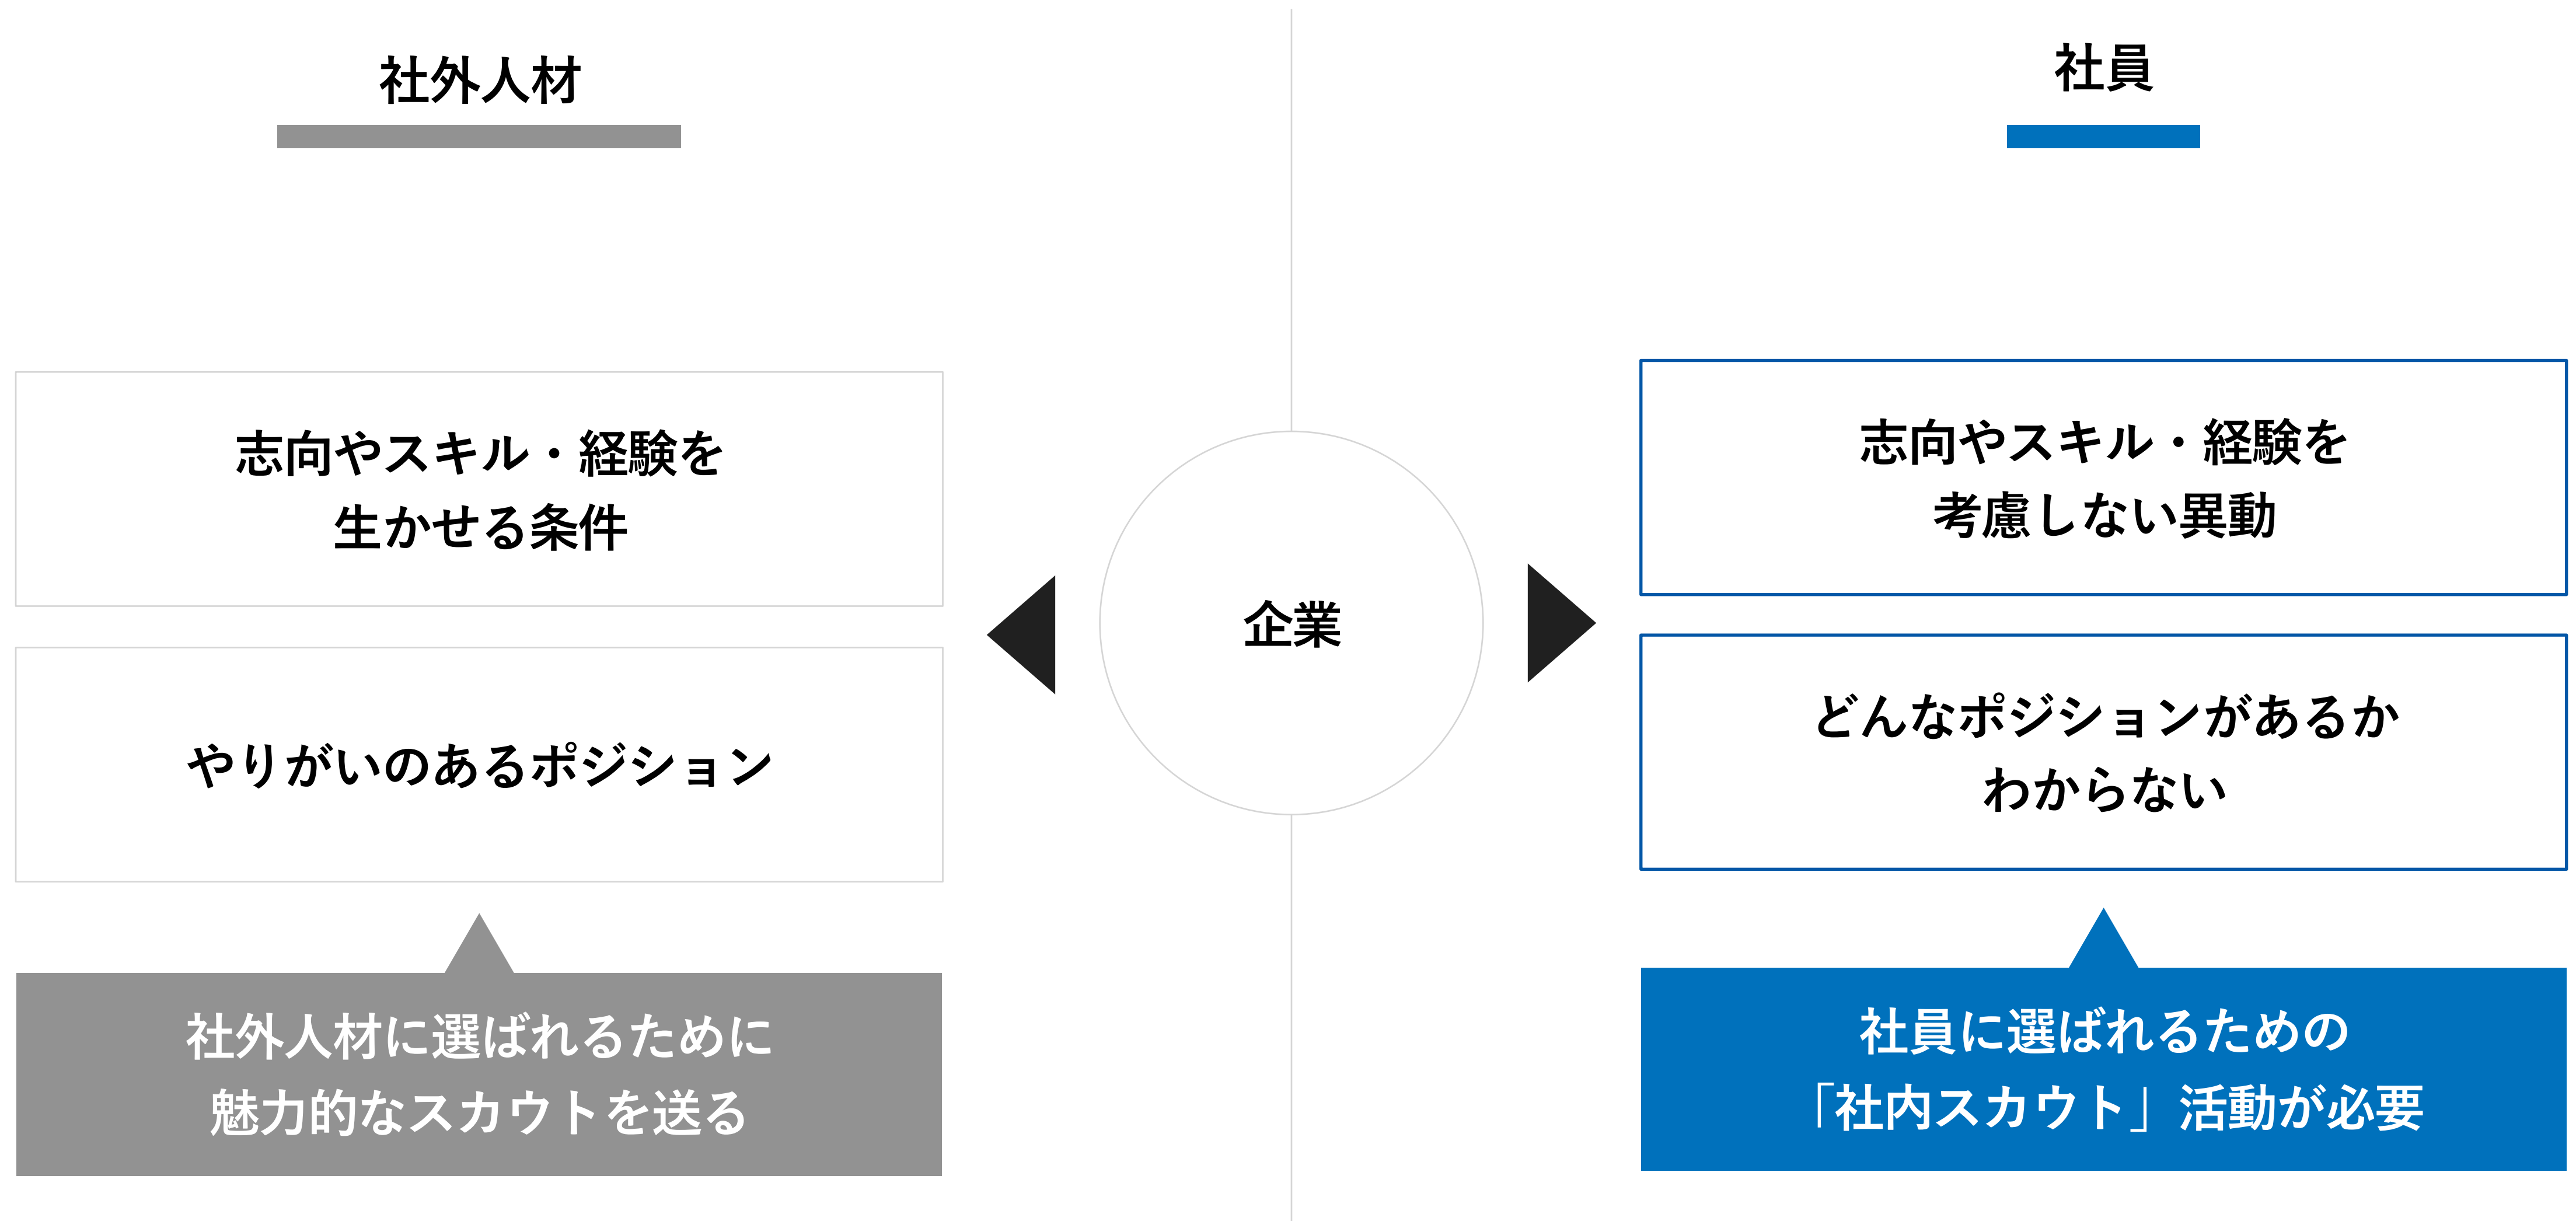 社外人材
志向やスキル・経験を
生かせる条件
やりがいのあるポジション
社外人材に選ばれるために
魅力的なスカウトを送る
企業
社員
志向やスキル・経験を
考慮しない異動
どんなポジションがあるか
わからない
社員に選ばれるための
「社内スカウト」活動が必要